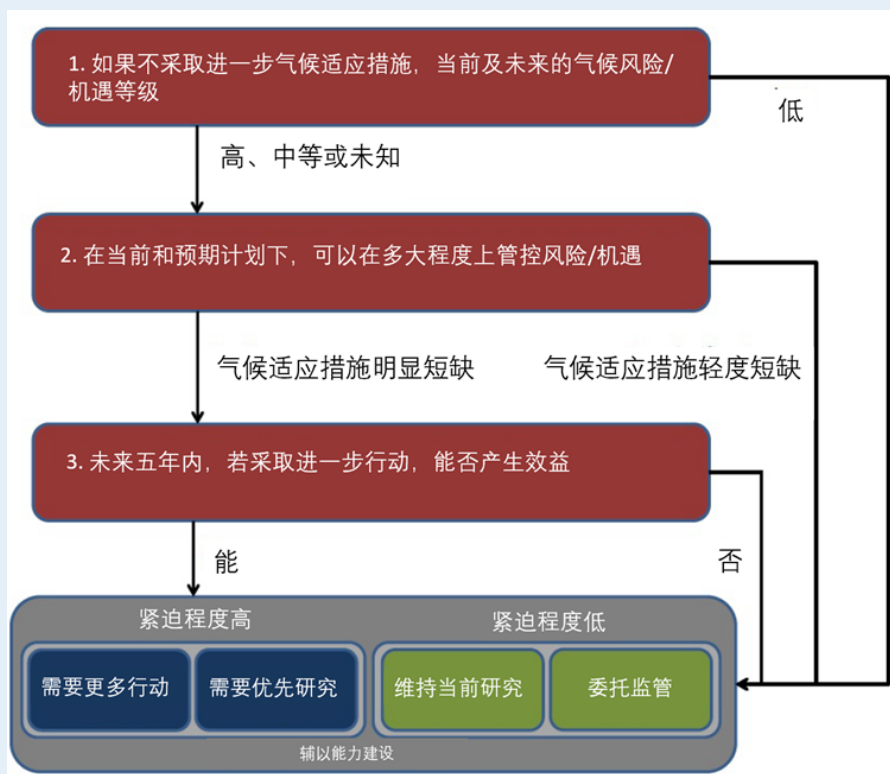 1. 如果不采取进一步气候适应措施，当前及未来的气候风险/
机遇等级
低
高、中等或未知
2. 在当前和预期计划下，可以在多大程度上管控风险/机遇
气候适应措施明显短缺
气候适应措施轻度短缺
3. 未来五年内，若采取进一步行动，能否产生效益
能
否
紧迫程度高
紧迫程度低
需要更多行动
需要优先研究
维持当前研究
委托监管
辅以能力建设